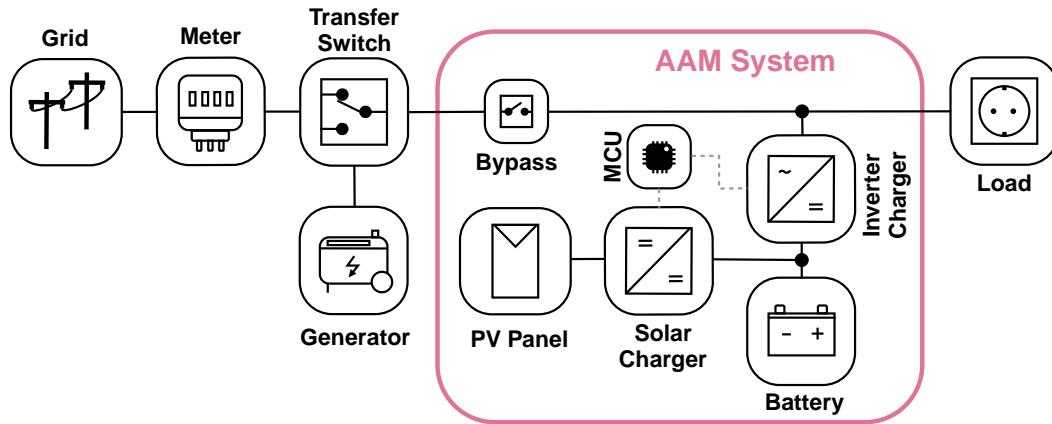 Grid
Meter
Transfer
Switch
AAM System
Bypass
MCU
Inverter
Charger
Load
Generator
PV Panel
Solar
Charger
Battery